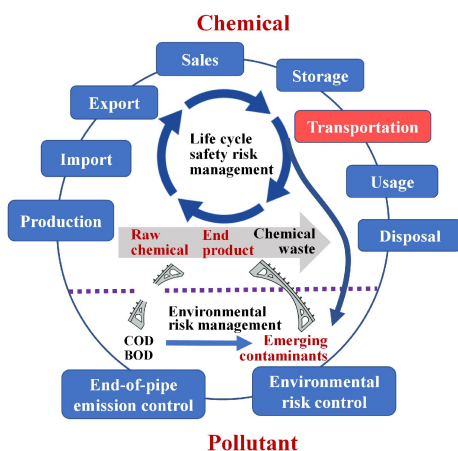 Chemical
Sales
Storage
Export
Transportation
Import
Life cycle
safety risk
management
Usage
Production
Disposal
Raw
chemical
End
product
Chemical
waste
Environmental
risk management
COD
BOD
Emerging
contaminants
End-of-pipe
emission control
Environmental
risk control
Pollutant